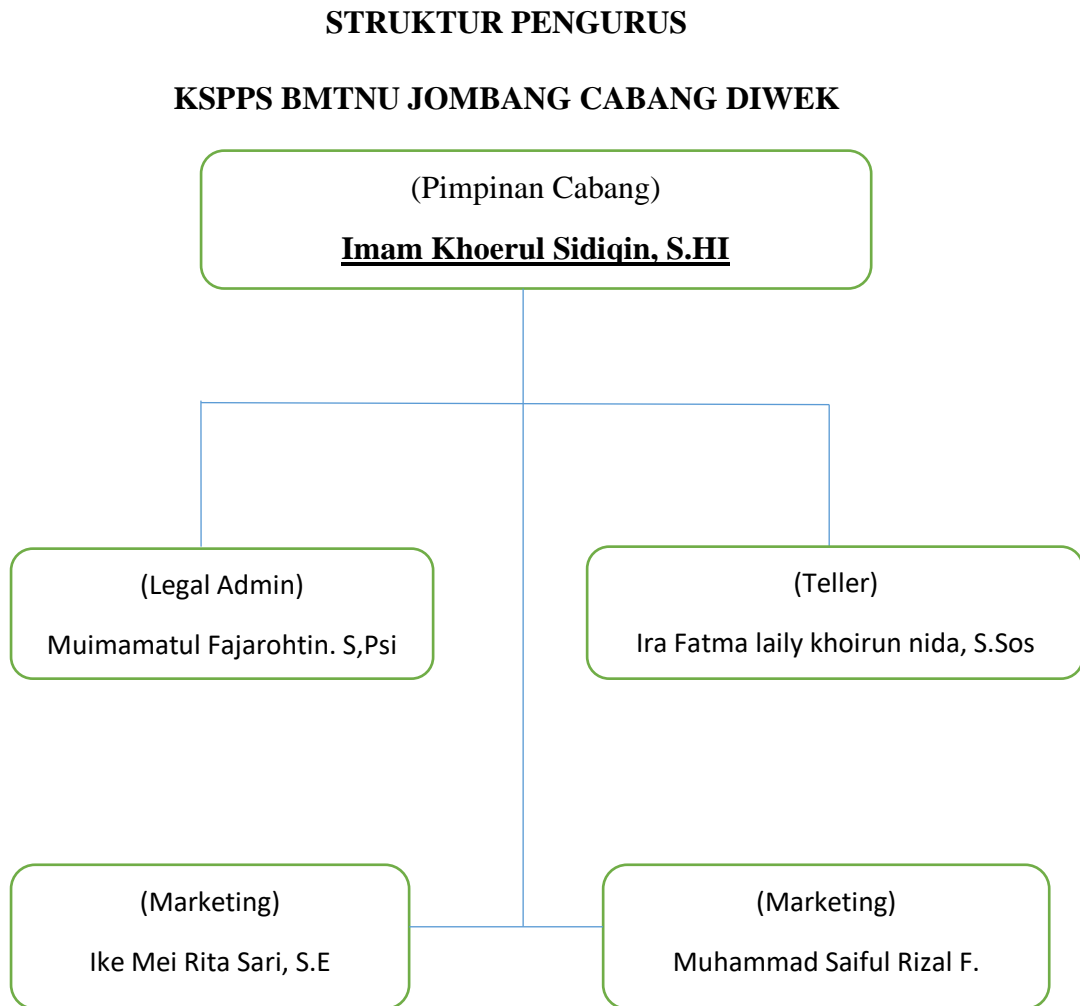 STRUKTUR PENGURUS
KSPPS BMTNU JOMBANG CABANG DIWEK
(Pimpinan Cabang)
Imam Khoerul Sidiqin, S.HI
(Legal Admin)
Muimamatul Fajarohtin. S,Psi
(Teller)
Ira Fatma laily khoirun nida, S.Sos
(Marketing)
Ike Mei Rita Sari, S.E
(Marketing)
Muhammad Saiful Rizal F.